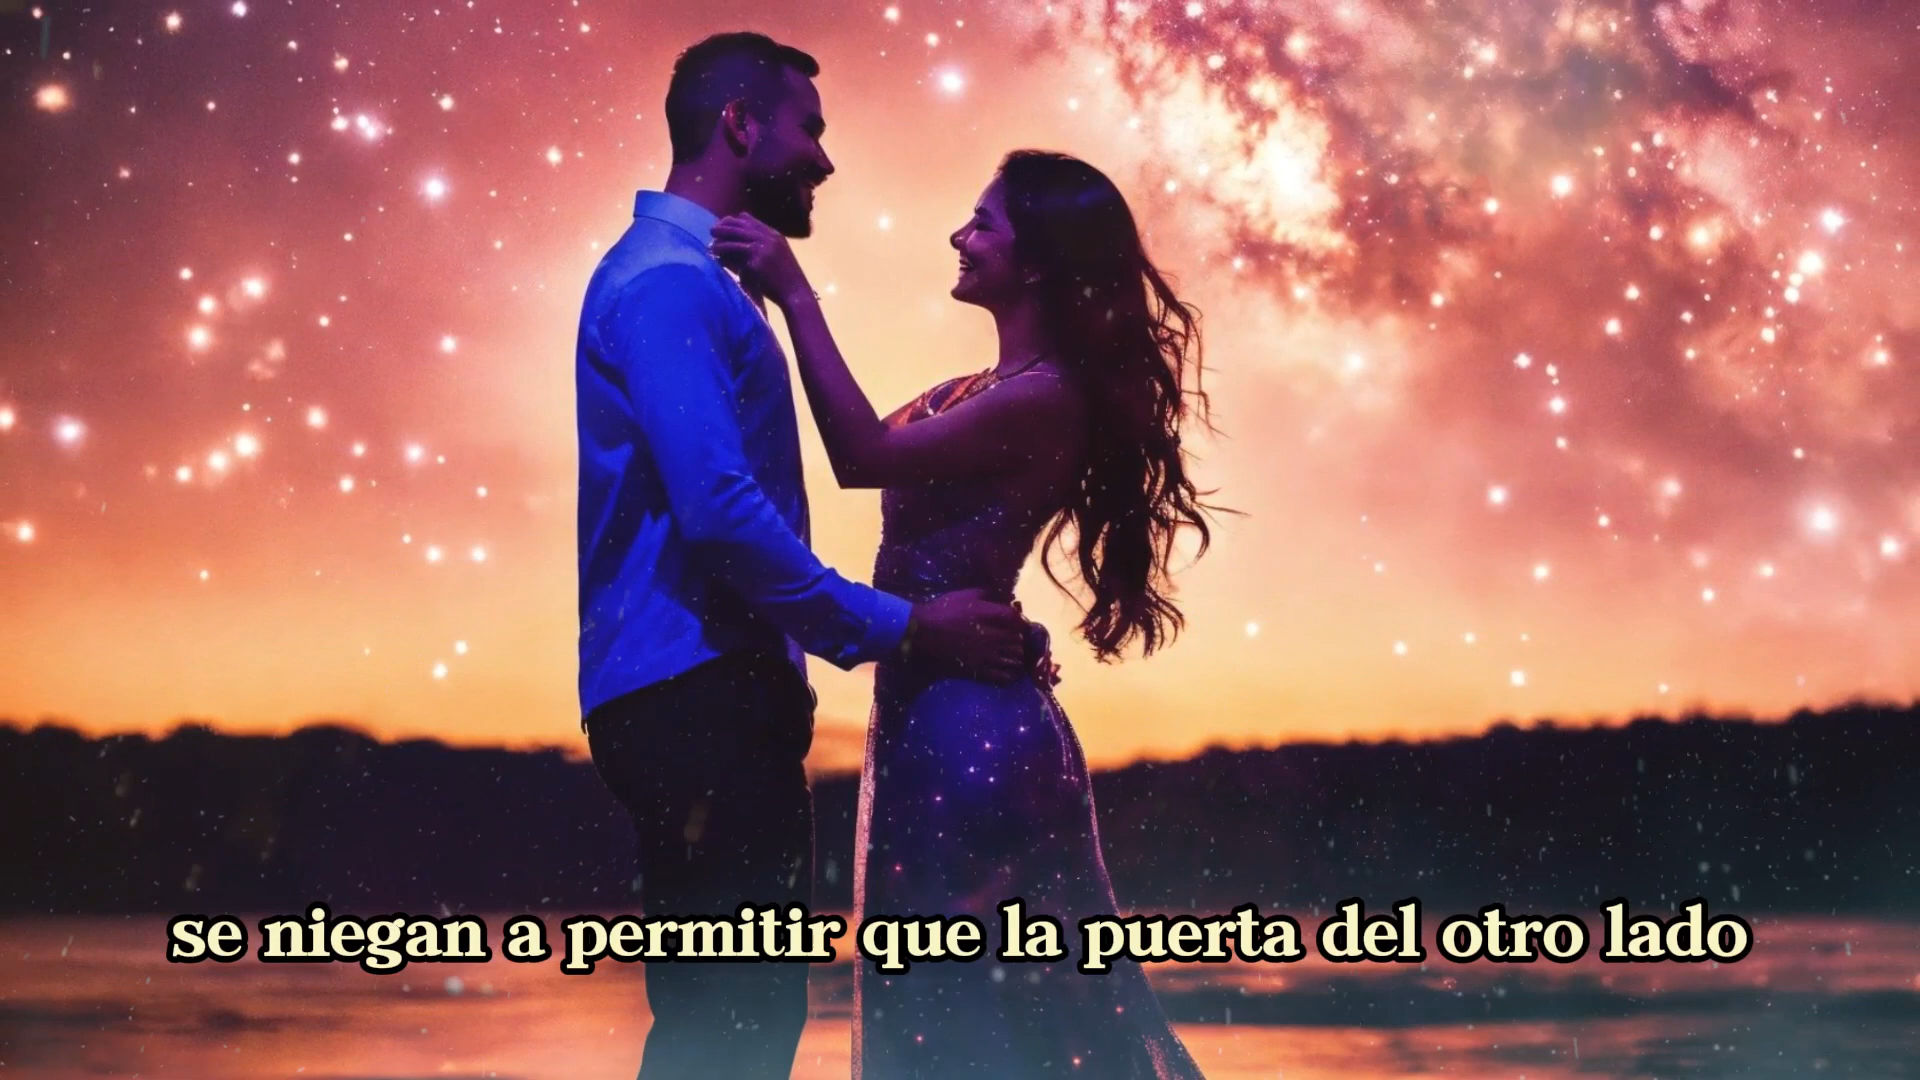 se niegan a permitir que la puerta del otro lado